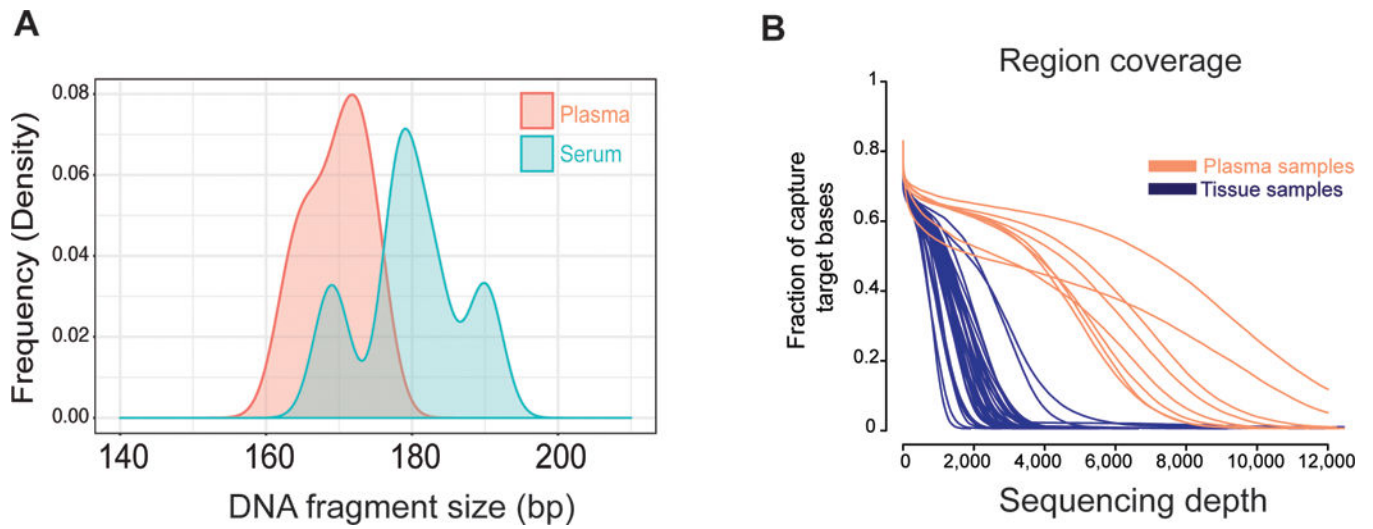 A
Frequency (Density)
0.08
0.06
0.04
0.02
0.00
Plasma
Serum
140 160 180 200
DNA fragment size (bp)
B
Region coverage
Fraction of capture
target bases
1
0.8
0.6
0.4
0.2
0
Plasma samples
Tissue samples
0 2,000 4,000 6,000 8,000 10,000 12,000
Sequencing depth